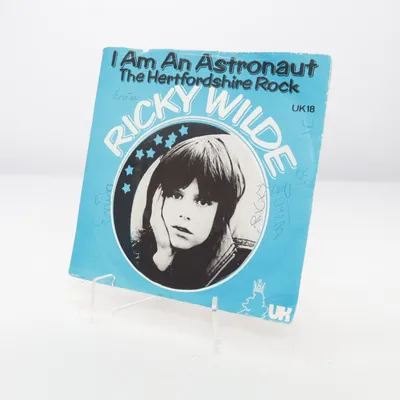 I Am An Astronaut
The Hertfordshire Rock
UK18
RICKY WILDE
UK